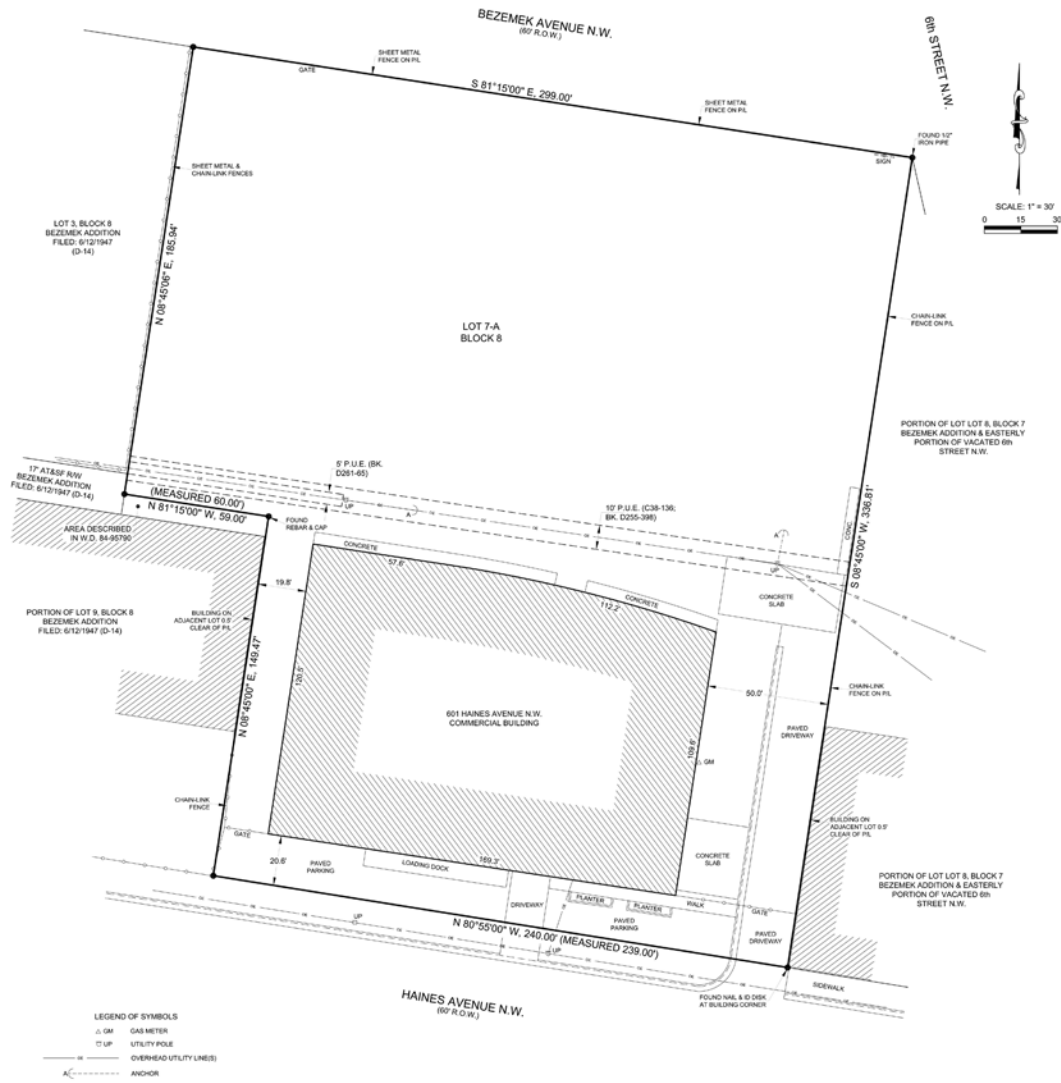 BEZEMEK AVENUE N.W.
(60' R.O.W.)
6th STREET N.W.
SHEET METAL
FENCE ON P/L
GATE
S 81°15'00" E, 299.00'
SHEET METAL
FENCE ON P/L
FOUND 1/2"
IRON PIPE
SIGN
SCALE: 1" = 30'
0 15 30
SHEET METAL &
CHAIN-LINK FENCES
LOT 3, BLOCK 8
BEZEMEK ADDITION
FILED: 6/12/1947
(D-14)
N 08°45'06" E, 185.94'
LOT 7-A
BLOCK 8
CHAIN-LINK
FENCE ON P/L
PORTION OF LOT LOT 8, BLOCK 7
BEZEMEK ADDITION & EASTERLY
PORTION OF VACATED 6th
STREET N.W.
17' AT&SF R/W
BEZEMEK ADDITION
FILED: 6/12/1947 (D-14)
5' P.U.E. (BK.
D261-65)
UP
A
(MEASURED 60.00')
N 81°15'00" W, 59.00'
FOUND
REBAR & CAP
10' P.U.E. (C38-136;
BK. D255-398)
A
UP
CONC.
S 08°45'00" W, 336.81'
AREA DESCRIBED
IN W.D. 84-95790
CONCRETE
57.6'
CONCRETE
112.2'
CONCRETE
SLAB
19.8'
PORTION OF LOT 9, BLOCK 8
BEZEMEK ADDITION
FILED: 6/12/1947 (D-14)
BUILDING ON
ADJACENT LOT 0.5'
CLEAR OF P/L
N 08°45'00" E, 149.47'
120.5'
601 HAINES AVENUE N.W.
COMMERCIAL BUILDING
50.0'
109.6'
GM
CHAIN-LINK
FENCE ON P/L
PAVED
DRIVEWAY
CHAIN-LINK
FENCE
GATE
20.6'
PAVED
PARKING
LOADING DOCK
169.3'
CONCRETE
SLAB
BUILDING ON
ADJACENT LOT 0.5'
CLEAR OF P/L
PORTION OF LOT LOT 8, BLOCK 7
BEZEMEK ADDITION & EASTERLY
PORTION OF VACATED 6th
STREET N.W.
DRIVEWAY
PLANTER
PLANTER
WALK
GATE
PAVED
PARKING
PAVED
DRIVEWAY
UP
N 80°55'00" W, 240.00' (MEASURED 239.00')
UP
SIDEWALK
FOUND NAIL & ID DISK
AT BUILDING CORNER
HAINES AVENUE N.W.
(60' R.O.W.)
LEGEND OF SYMBOLS
GM GAS METER
UP UTILITY POLE
OVERHEAD UTILITY LINE(S)
A ANCHOR